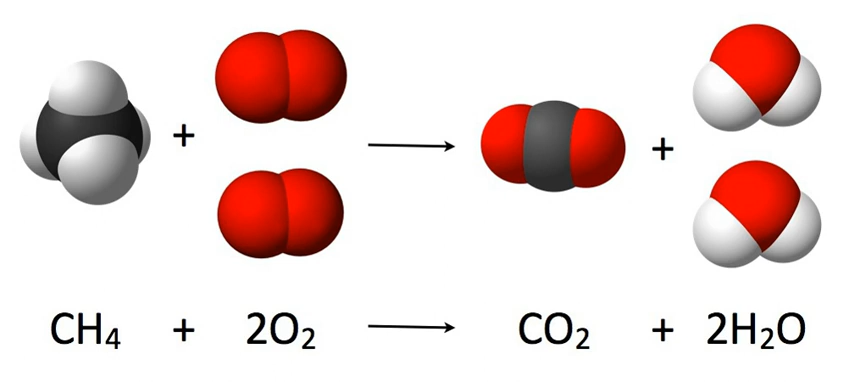 + ⟶ +
CH₄ + 2O₂ ⟶ CO₂ + 2H₂O